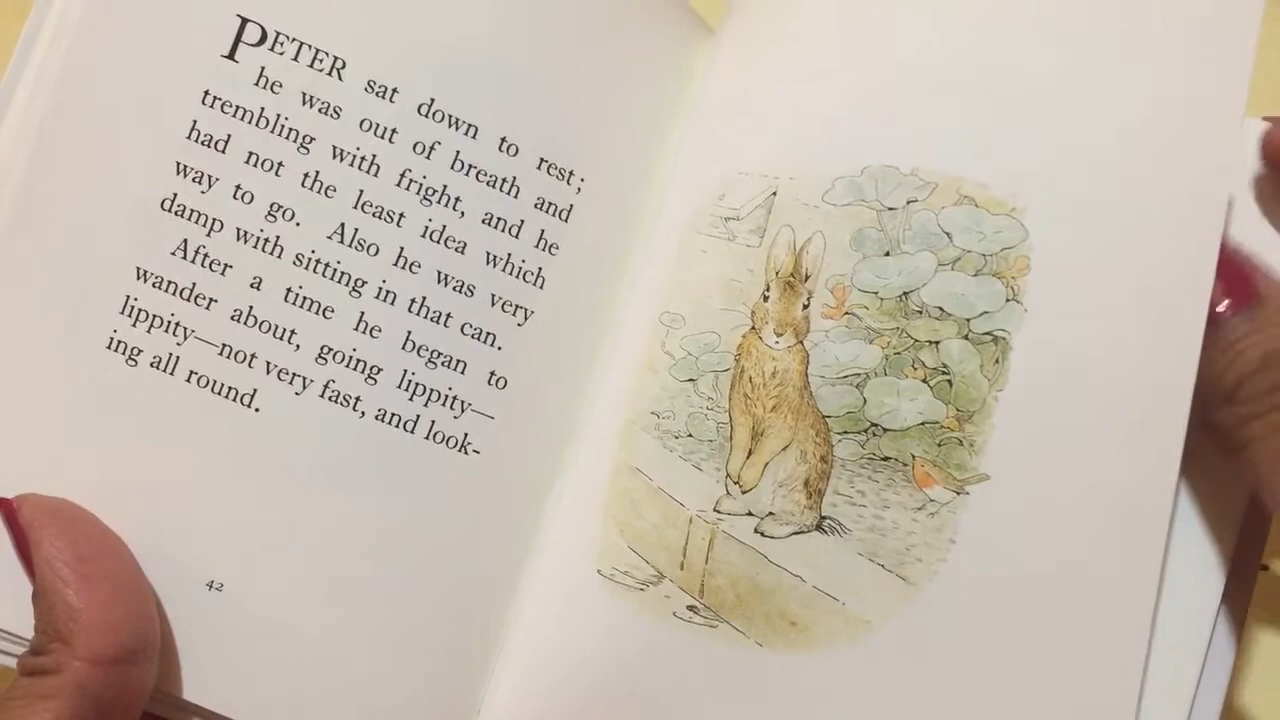 PETER sat down to rest;
he was out of breath and
trembling with fright, and he
had not the least idea which
way to go. Also he was very
damp with sitting in that can.
After a time he began to
wander about, going lippity—
lippity—not very fast, and look-
ing all round.
42